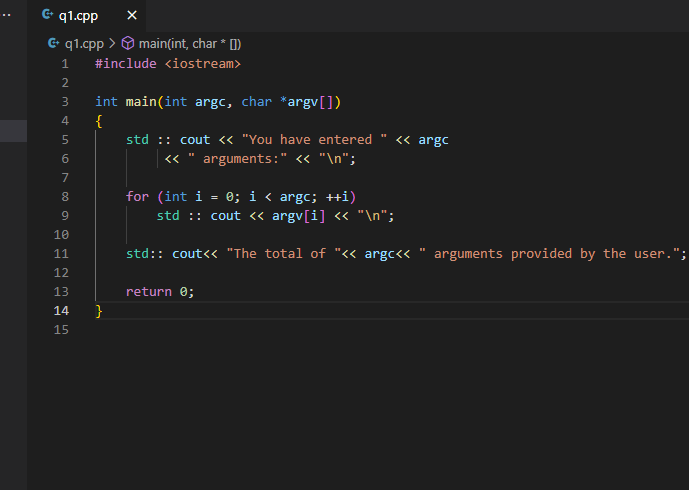 q1.cpp
q1.cpp > main(int, char * [])
1 #include <iostream>
2
3 int main(int argc, char *argv[])
4 {
5 std :: cout << "You have entered " << argc
6 << " arguments:" << "\n";
7
8 for (int i = 0; i < argc; ++i)
9 std :: cout << argv[i] << "\n";
10
11 std:: cout<< "The total of "<< argc<< " arguments provided by the user.";
12
13 return 0;
14 }
15